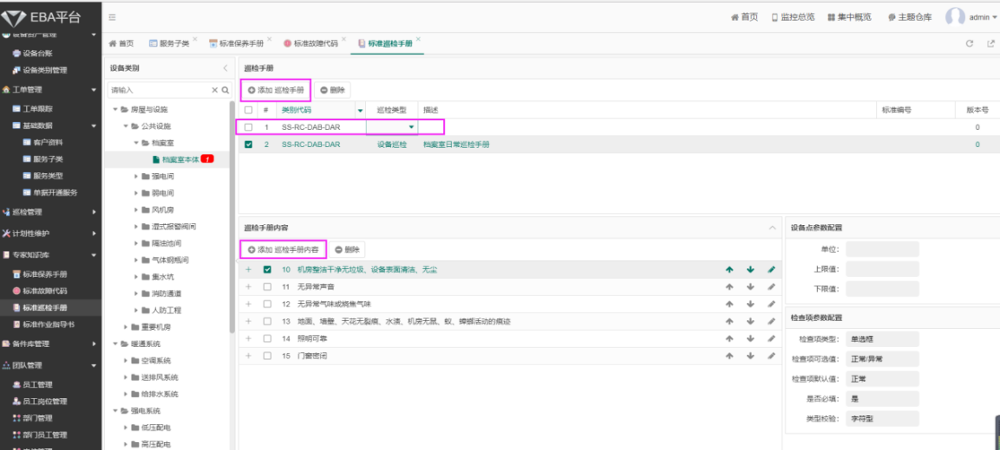 EBA平台
首页 监控总览 集中概览 主题仓库 admin
首页 服务子类 标准保养手册 标准故障代码 标准巡检手册
设备台账
设备类别管理
工单管理
工单跟踪
基础数据
客户资料
服务子类
服务类型
单据开通服务
巡检管理
计划性维护
专家知识库
标准保养手册
标准故障代码
标准巡检手册
标准作业指导书
备件库管理
团队管理
员工管理
员工岗位管理
部门管理
部门员工管理
设备类别
请输入
房屋与设施
公共设施
档案室
档案室本体 1
强电间
弱电间
风机房
湿式报警阀间
隔油池间
气体钢瓶间
集水坑
消防通道
人防工程
重要机房
暖通系统
空调系统
送排风系统
给排水系统
强电系统
低压配电
高压配电
巡检手册
添加 巡检手册 删除
# 类别代码 巡检类型 描述 标准编号 版本号
1 SS-RC-DAB-DAR 0
2 SS-RC-DAB-DAR 设备巡检 档案室日常巡检手册 0
巡检手册内容
添加 巡检手册内容 删除
10 机房整洁干净无垃圾、设备表面清洁、无尘
11 无异常声音
12 无异常气味或烧焦气味
13 地面、墙壁、天花无裂痕、水渍、机房无鼠、蚁、蟑螂活动的痕迹
14 照明可靠
15 门窗密闭
设备点参数配置
单位:
上限值:
下限值:
检查项参数配置
检查项类型: 单选框
检查项可选值: 正常/异常
检查项默认值: 正常
是否必填: 是
类型校验: 字符型